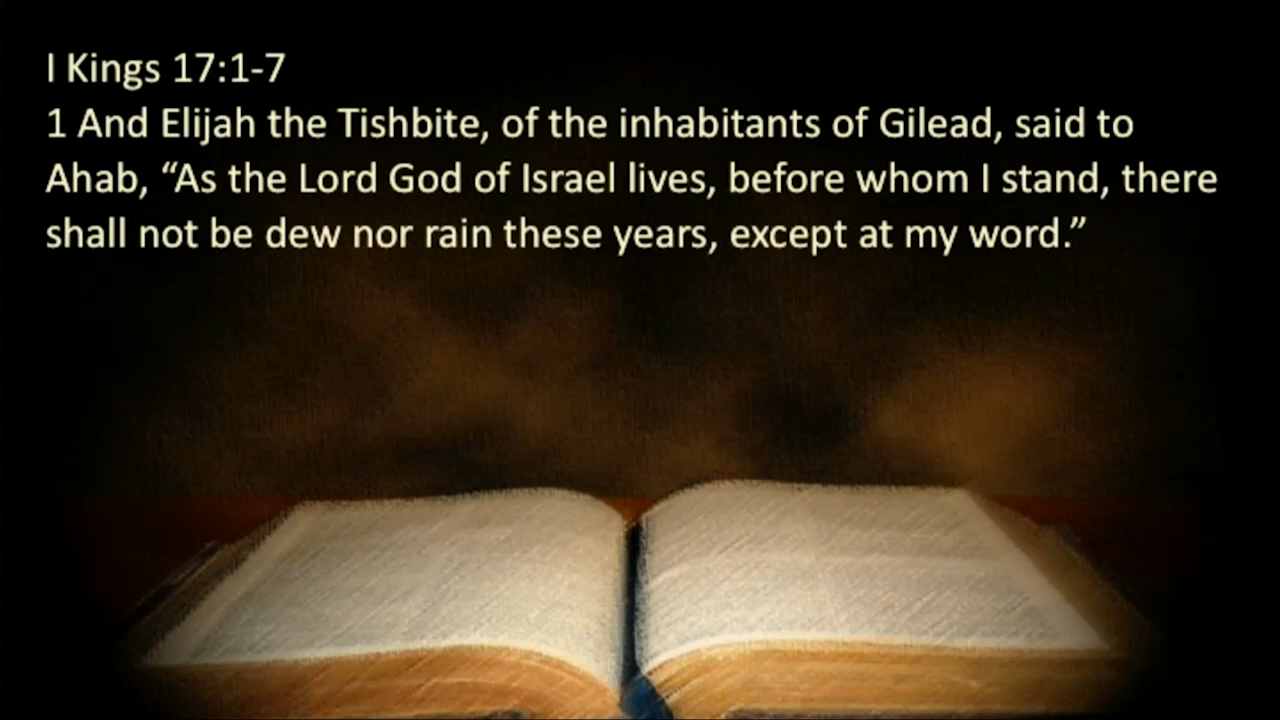 I Kings 17:1-7
1 And Elijah the Tishbite, of the inhabitants of Gilead, said to
Ahab, “As the Lord God of Israel lives, before whom I stand, there
shall not be dew nor rain these years, except at my word.”